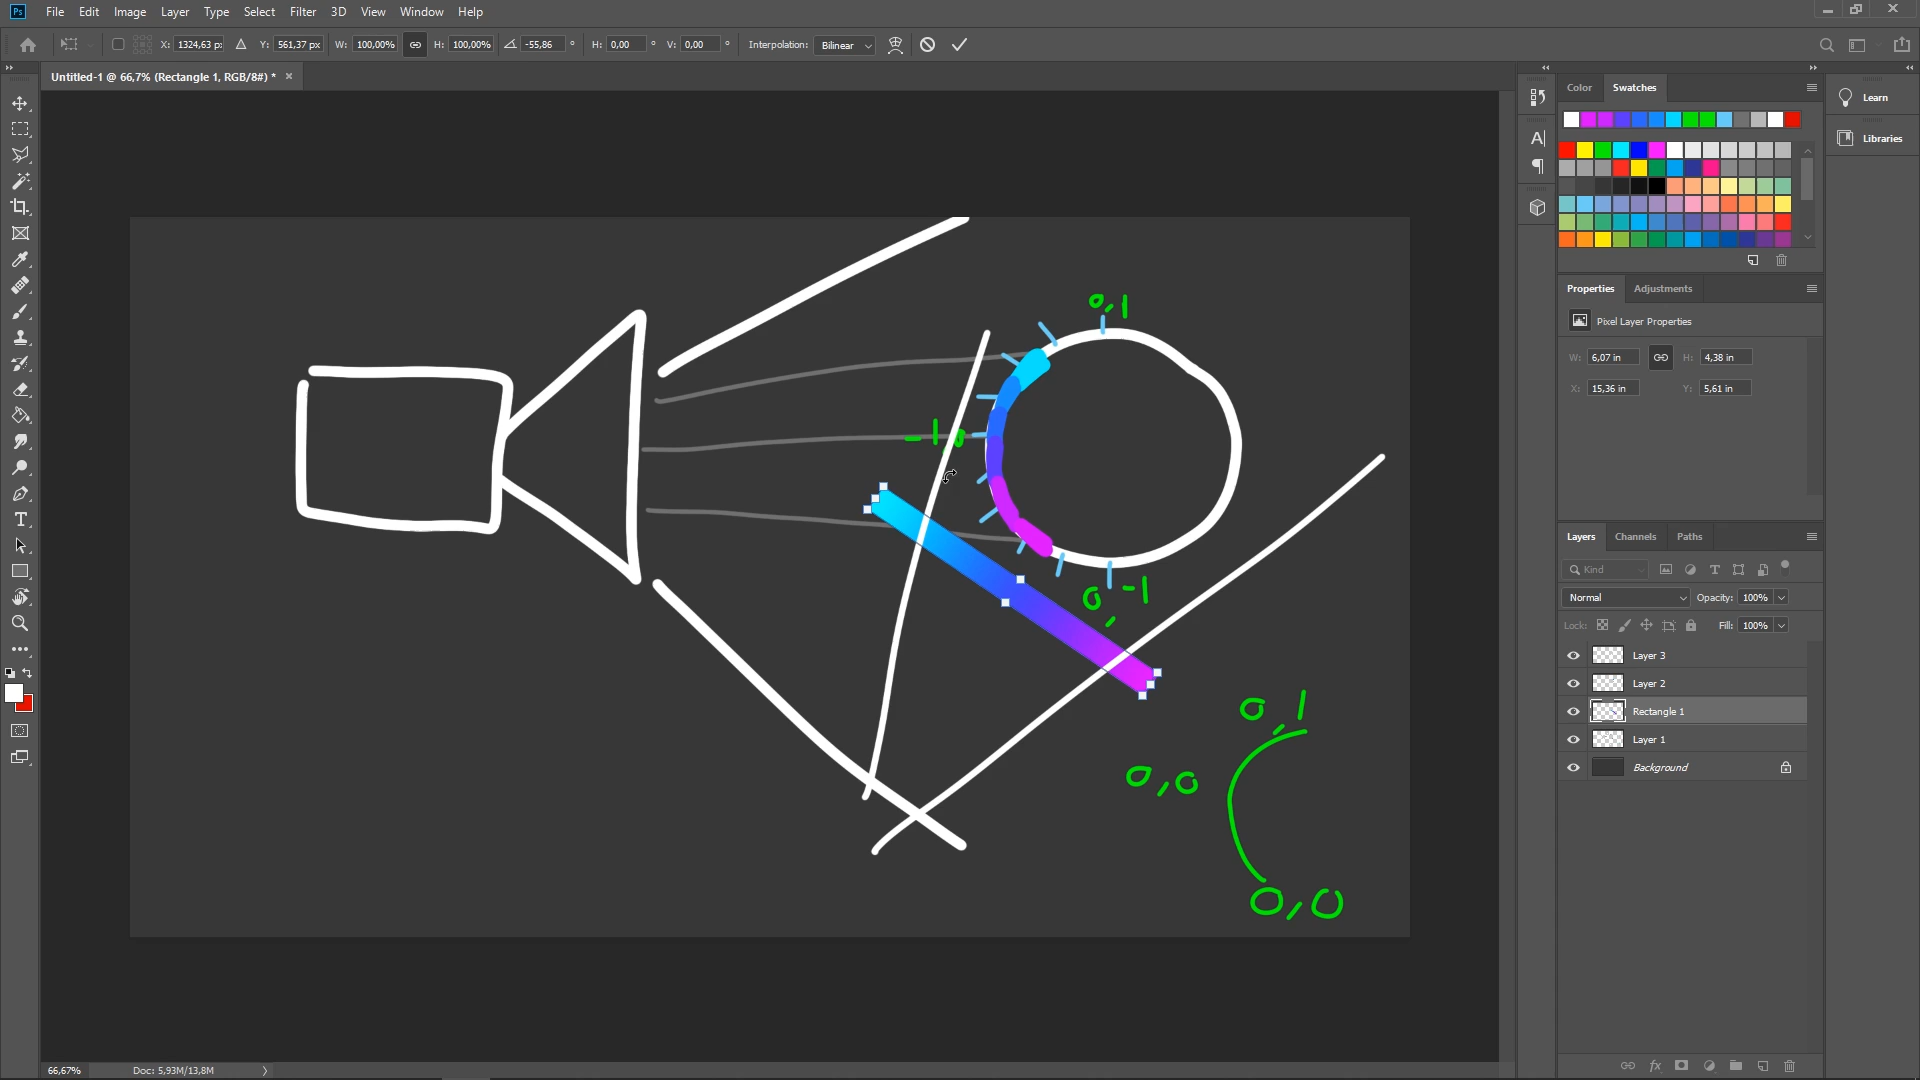 Ps File Edit Image Layer Type Select Filter 3D View Window Help
X: 1324,63 px Y: 561,37 px W: 100,00% H: 100,00% -55,86 ° H: 0,00 ° V: 0,00 ° Interpolation: Bilinear
Untitled-1 @ 66,7% (Rectangle 1, RGB/8#) *
Color Swatches
Learn
Libraries
Properties Adjustments
Pixel Layer Properties
W: 6,07 in H: 4,38 in
X: 15,36 in Y: 5,61 in
Layers Channels Paths
Kind
Normal Opacity: 100%
Lock: Fill: 100%
Layer 3
Layer 2
Rectangle 1
Layer 1
Background
0,1
0,-1
0,1
0,0
0,0
66,67% Doc: 5,93M/13,8M